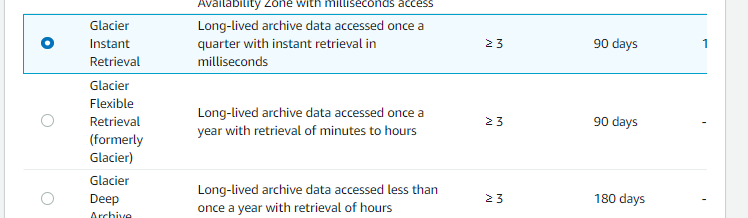 Availability Zone with milliseconds access
Glacier
Instant
Retrieval
Long-lived archive data accessed once a
quarter with instant retrieval in
milliseconds
≥ 3
90 days
1
Glacier
Flexible
Retrieval
(formerly
Glacier)
Long-lived archive data accessed once a
year with retrieval of minutes to hours
≥ 3
90 days
-
Glacier
Deep
Archive
Long-lived archive data accessed less than
once a year with retrieval of hours
≥ 3
180 days
-